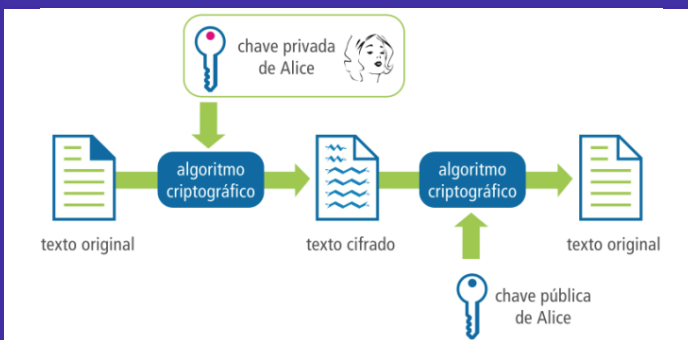 chave privada
de Alice
algoritmo
criptográfico
algoritmo
criptográfico
texto original
texto cifrado
texto original
chave pública
de Alice